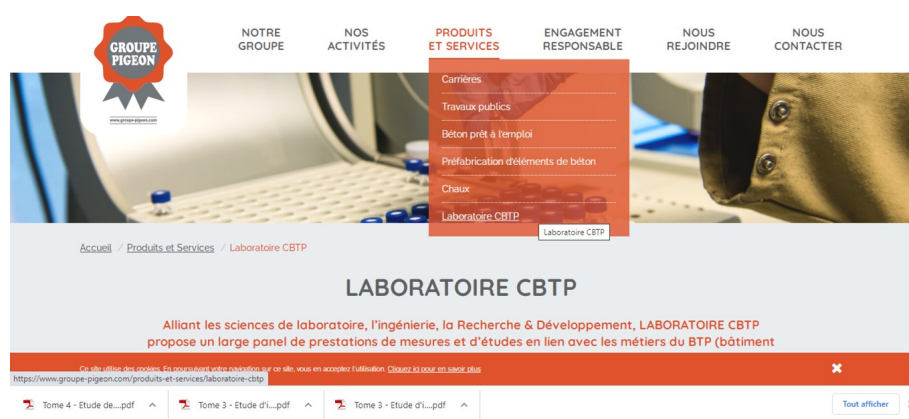 NOTRE
GROUPE
NOS
ACTIVITÉS
PRODUITS
ET SERVICES
ENGAGEMENT
RESPONSABLE
NOUS
REJOINDRE
NOUS
CONTACTER
GROUPE
PIGEON
www.groupe-pigeon.com
Carrières
Travaux publics
Béton prêt à l'emploi
Préfabrication d'éléments de béton
Chaux
Laboratoire CBTP
Laboratoire CBTP
Accueil / Produits et Services / Laboratoire CBTP
LABORATOIRE CBTP
Alliant les sciences de laboratoire, l'ingénierie, la Recherche & Développement, LABORATOIRE CBTP
propose un large panel de prestations de mesures et d'études en lien avec les métiers du BTP (bâtiment
Ce site utilise des cookies. En poursuivant votre navigation sur ce site, vous en acceptez l'utilisation. Cliquez ici pour en savoir plus
https://www.groupe-pigeon.com/produits-et-services/laboratoire-cbtp
Tome 4 - Etude de....pdf
Tome 3 - Etude d'i....pdf
Tome 3 - Etude d'i....pdf
Tout afficher